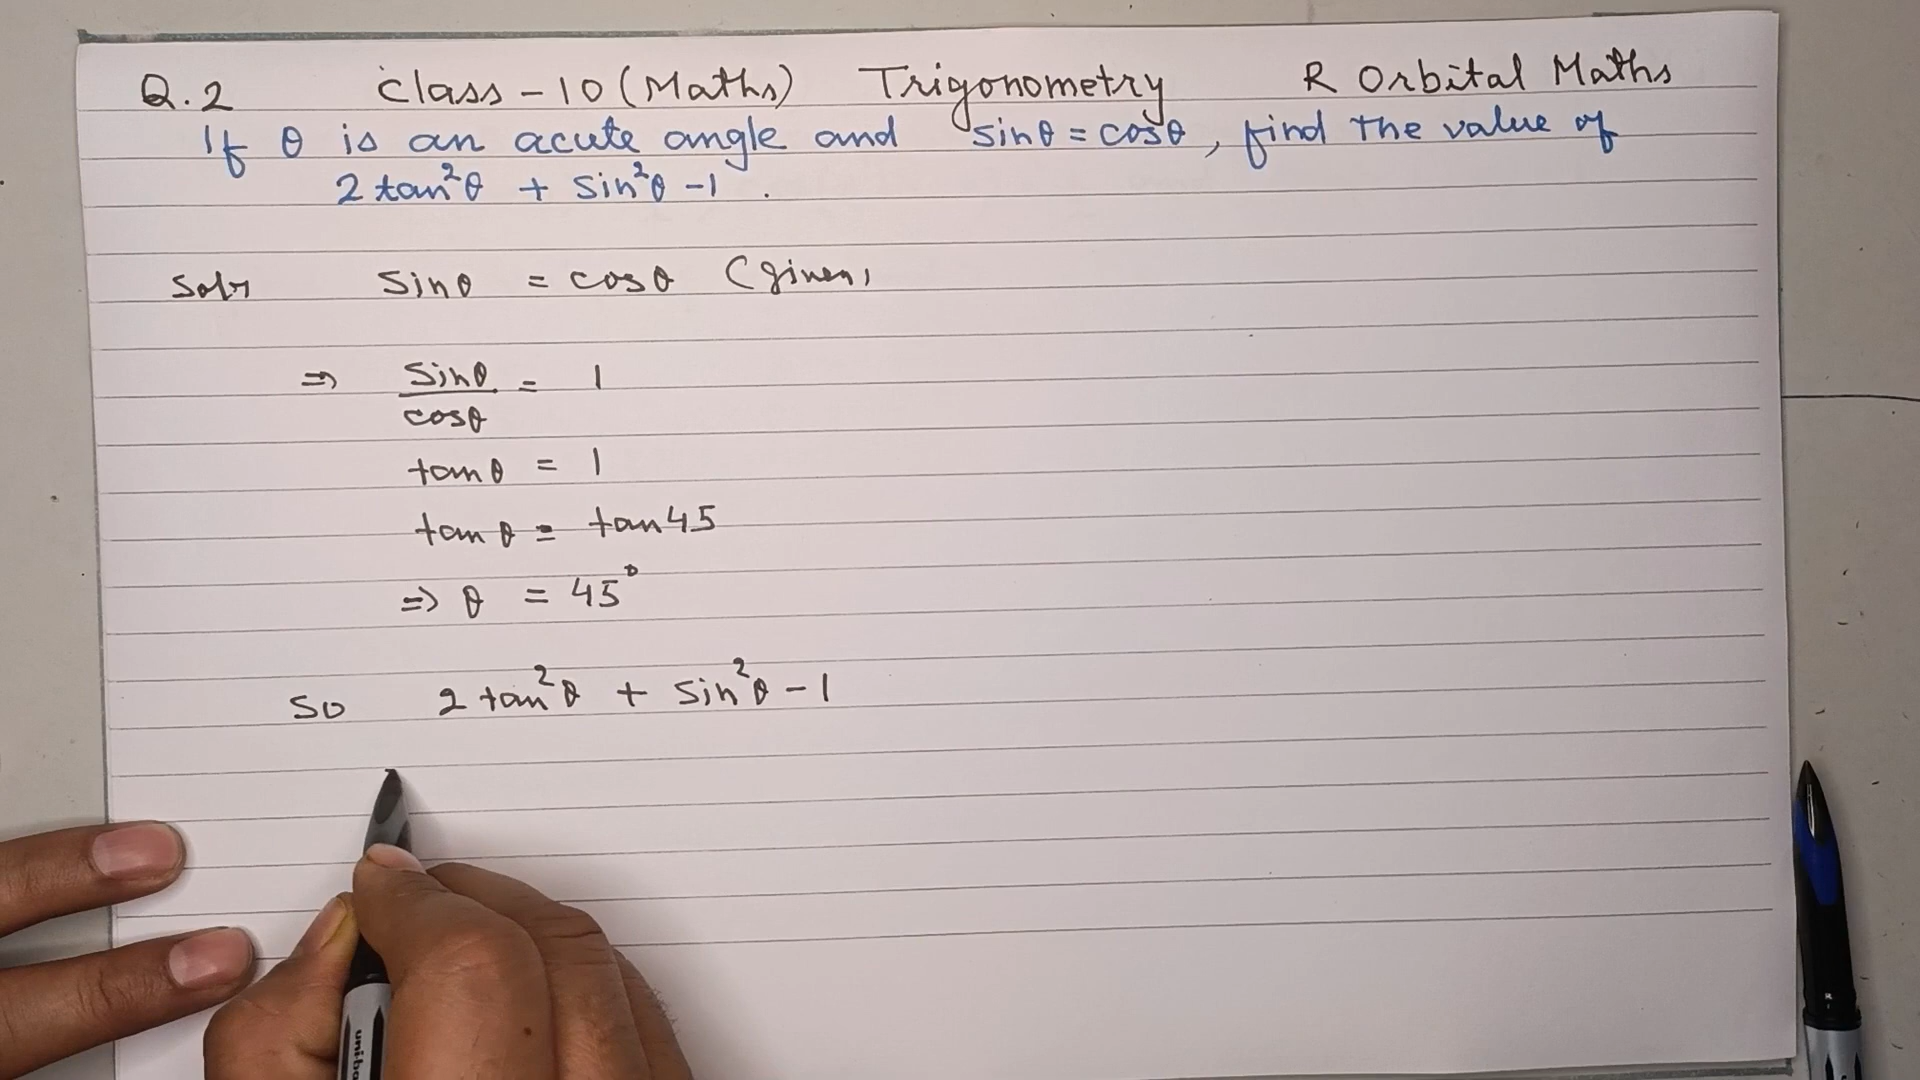 Q.2 Class-10 (Maths) Trigonometry R Orbital Maths
If θ is an acute angle and sinθ = cosθ, find the value of
2 tan²θ + sin²θ - 1 .
Soln sinθ = cosθ (given)
⇒ sinθ/cosθ = 1
tanθ = 1
tanθ = tan45
⇒ θ = 45°
So 2 tan²θ + sin²θ - 1